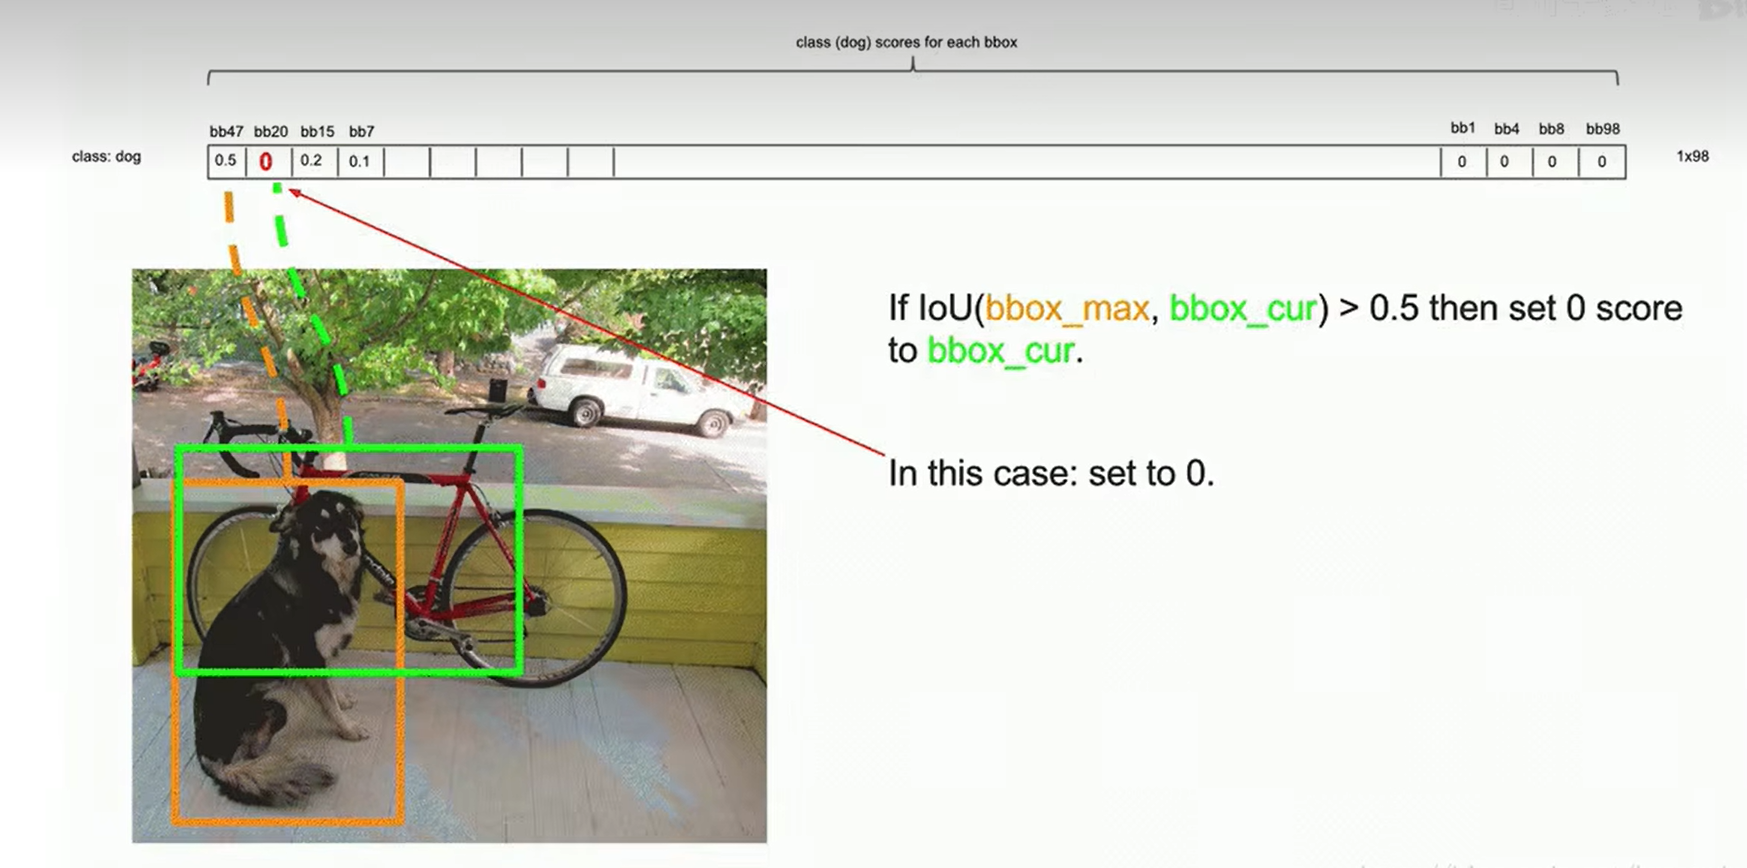 class (dog) scores for each bbox
bb47 bb20 bb15 bb7 bb1 bb4 bb8 bb98
class: dog 0.5 0 0.2 0.1 0 0 0 0 1x98
If IoU(bbox_max, bbox_cur) > 0.5 then set 0 score
to bbox_cur.
In this case: set to 0.